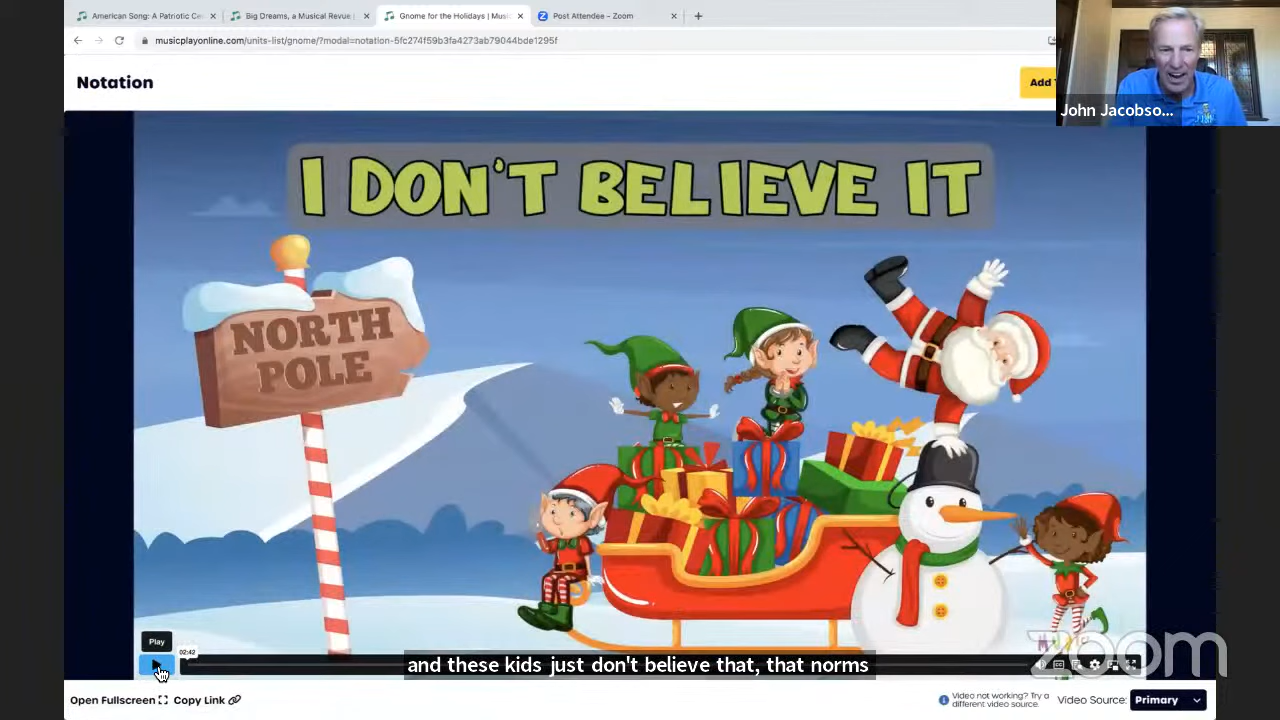 American Song: A Patriotic Ce
Big Dreams, a Musical Revue |
Gnome for the Holidays | Musi
Post Attendee - Zoom
musicplayonline.com/units-list/gnome/?modal=notation-5fc274f59b3fa4273ab79044bde1295f
Notation
Add
John Jacobso...
I DON'T BELIEVE IT
NORTH
POLE
Play
02:42
and these kids just don't believe that, that norms
zoom
Open Fullscreen
Copy Link
Video not working? Try a
different video source.
Video Source:
Primary